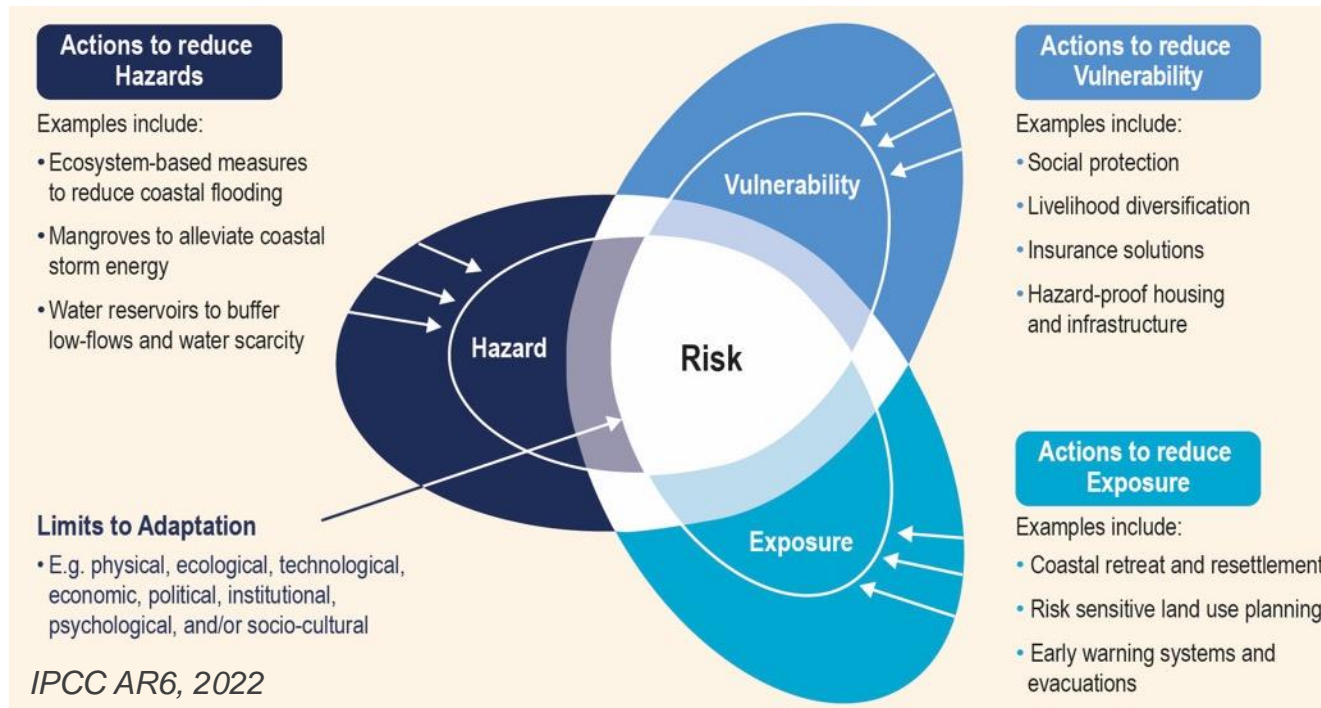 Actions to reduce
Hazards
Examples include:
• Ecosystem-based measures
to reduce coastal flooding
• Mangroves to alleviate coastal
storm energy
• Water reservoirs to buffer
low-flows and water scarcity
Limits to Adaptation
• E.g. physical, ecological, technological,
economic, political, institutional,
psychological, and/or socio-cultural
IPCC AR6, 2022
Vulnerability
Hazard
Risk
Exposure
Actions to reduce
Vulnerability
Examples include:
• Social protection
• Livelihood diversification
• Insurance solutions
• Hazard-proof housing
and infrastructure
Actions to reduce
Exposure
Examples include:
• Coastal retreat and resettlement
• Risk sensitive land use planning
• Early warning systems and
evacuations